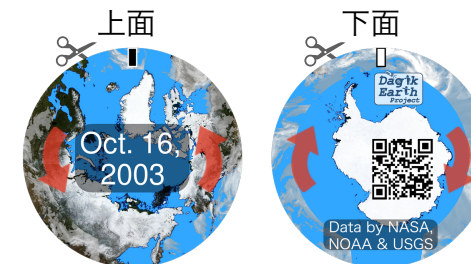 上面
下面
Oct. 16,
2003
Dagik
Earth
Project
Data by NASA,
NOAA & USGS